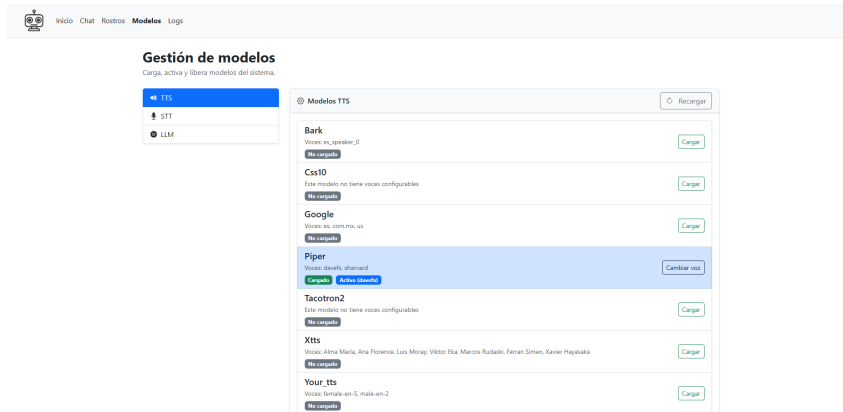 Inicio Chat Rostros Modelos Logs
Gestión de modelos
Carga, activa y libera modelos del sistema.
TTS
STT
LLM
Modelos TTS
Recargar
Bark
Voces: es_speaker_0
No cargado
Cargar
Css10
Este modelo no tiene voces configurables
No cargado
Cargar
Google
Voces: es, com.mx, us
No cargado
Cargar
Piper
Voces: davefx, sharvard
Cargado Activo (davefx)
Cambiar voz
Tacotron2
Este modelo no tiene voces configurables
No cargado
Cargar
Xtts
Voces: Alma María, Ana Florence, Luis Moray, Viktor Eka, Marcos Rudaski, Ferran Simen, Xavier Hayasaka
No cargado
Cargar
Your_tts
Voces: female-en-5, male-en-2
No cargado
Cargar